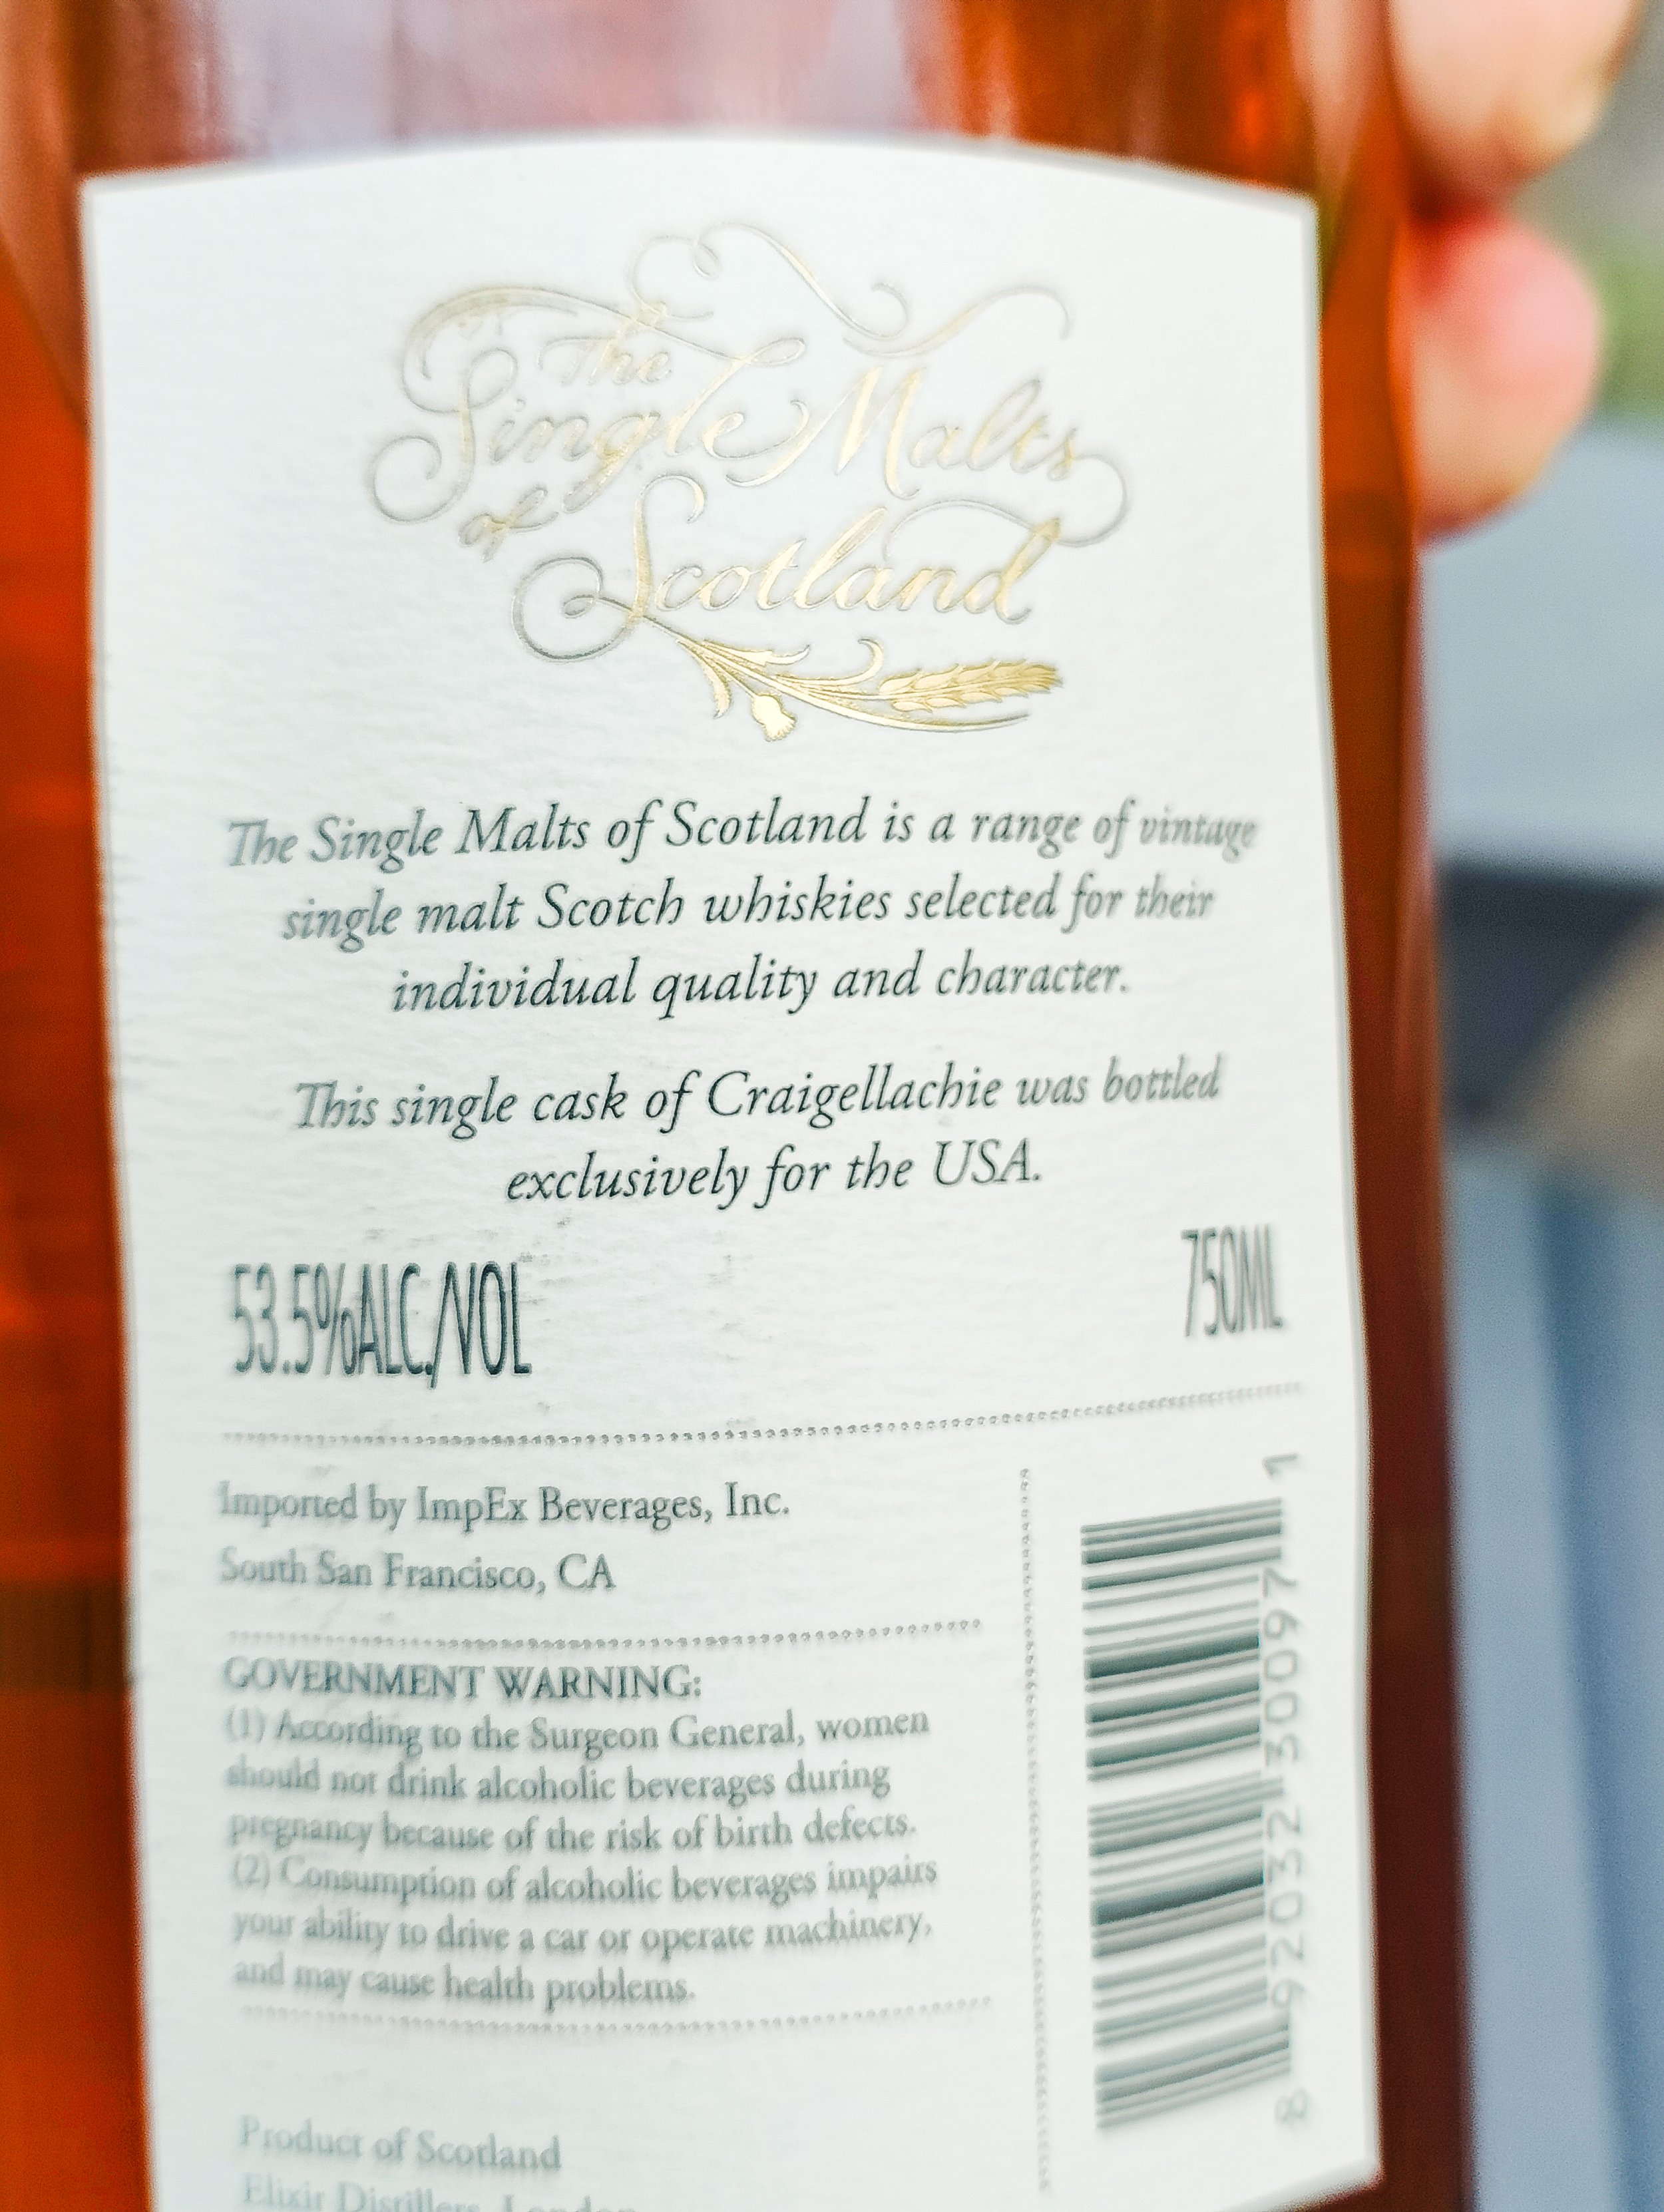 The
Single Malts
of Scotland
The Single Malts of Scotland is a range of vintage
single malt Scotch whiskies selected for their
individual quality and character.
This single cask of Craigellachie was bottled
exclusively for the USA.
53.5%ALC./VOL
750ML
Imported by ImpEx Beverages, Inc.
South San Francisco, CA
GOVERNMENT WARNING:
(1) According to the Surgeon General, women
should not drink alcoholic beverages during
pregnancy because of the risk of birth defects.
(2) Consumption of alcoholic beverages impairs
your ability to drive a car or operate machinery,
and may cause health problems.
Product of Scotland
Elixir Distillers, London
8 92032 30097 1